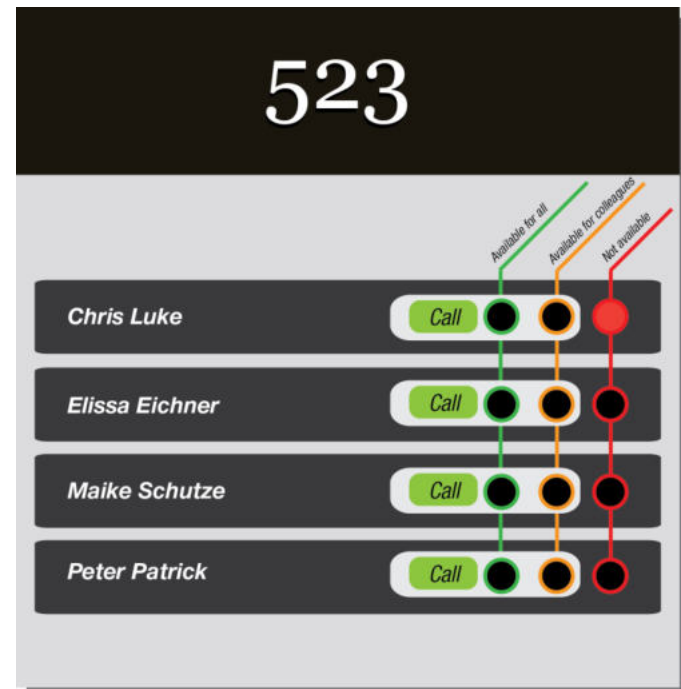 523
Available for all
Available for colleagues
Not available
Chris Luke Call
Elissa Eichner Call
Maike Schutze Call
Peter Patrick Call